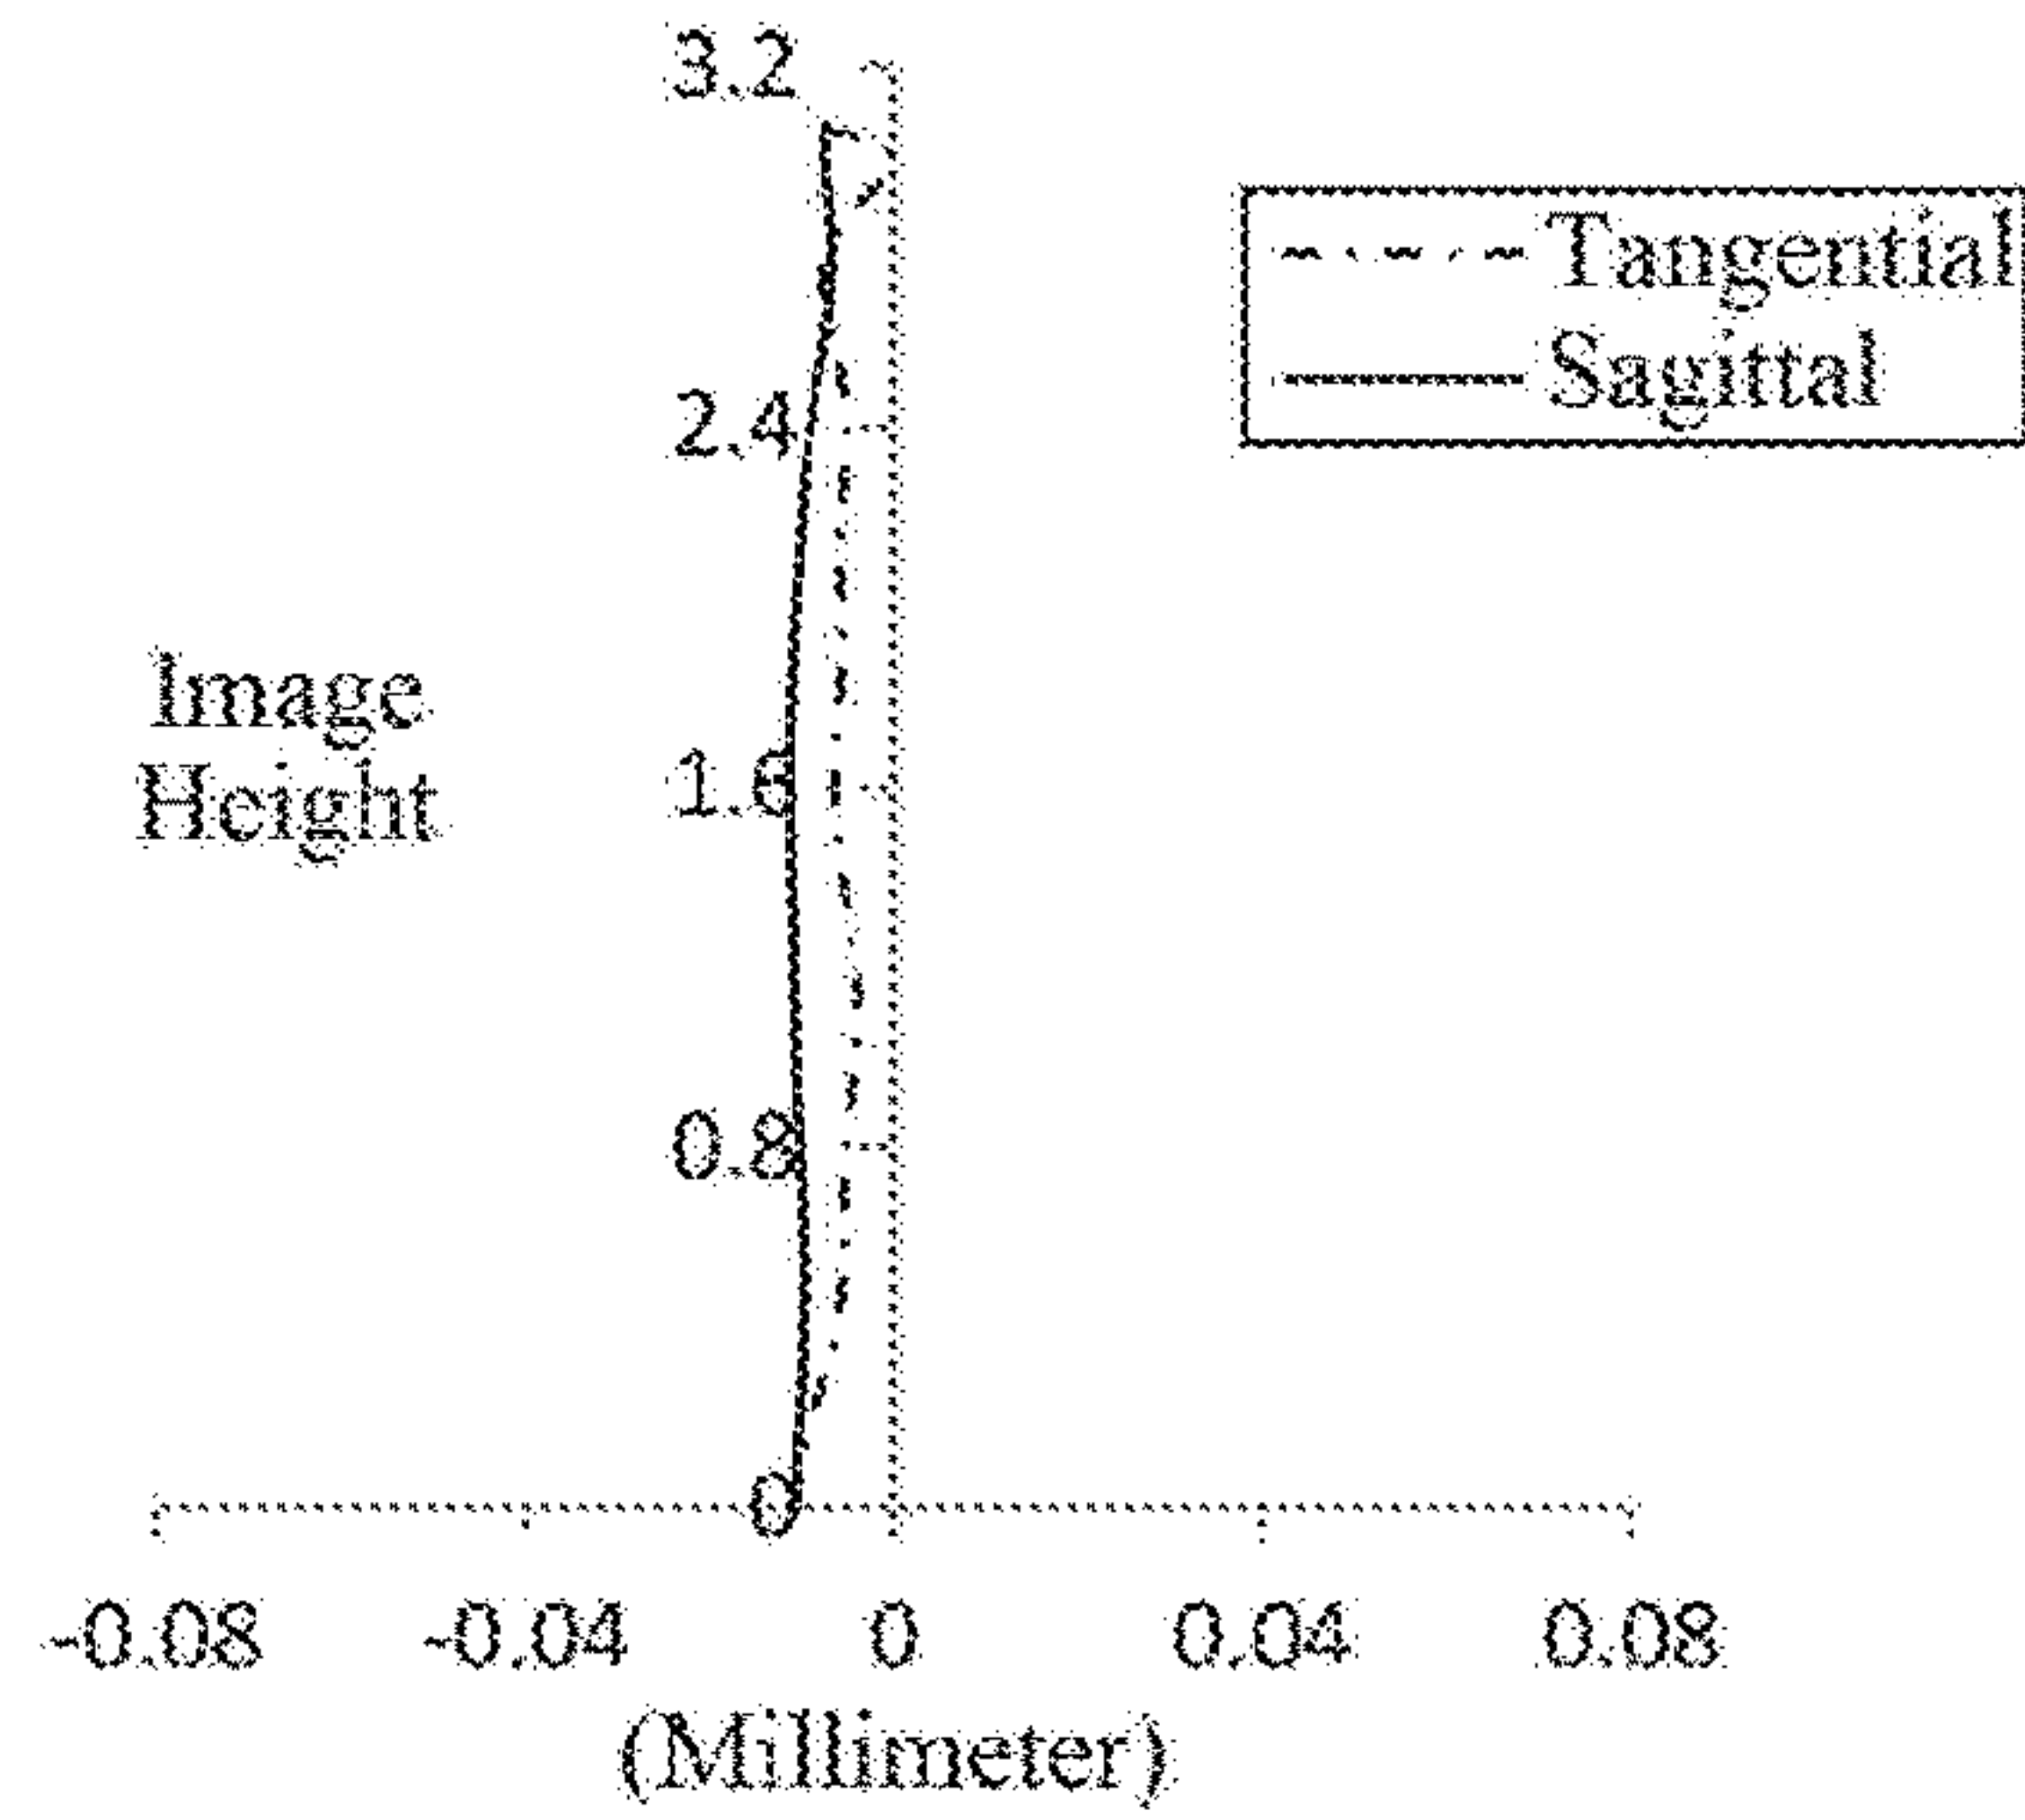 3.2
Tangential
Sagittal
2.4
Image
Height
1.6
0.8
0
-0.08 -0.04 0 0.04 0.08
(Millimeter)